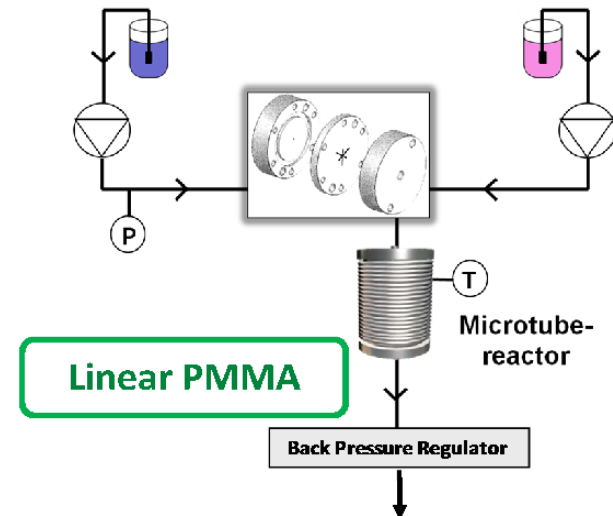 P
T
Microtube-
reactor
Linear PMMA
Back Pressure Regulator